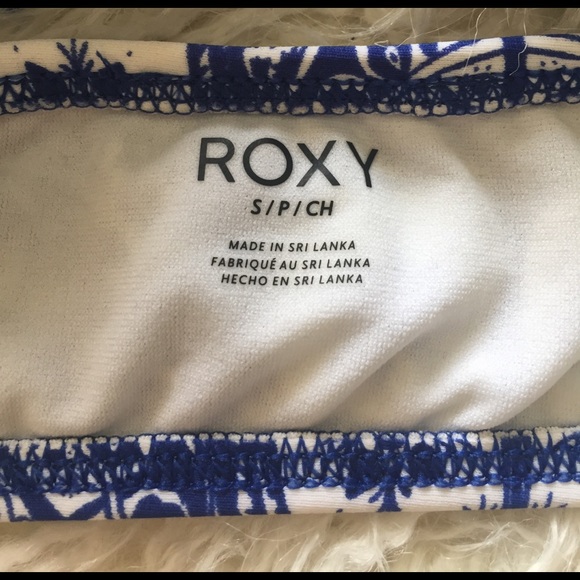 ROXY
S/P/CH
MADE IN SRI LANKA
FABRIQUÉ AU SRI LANKA
HECHO EN SRI LANKA